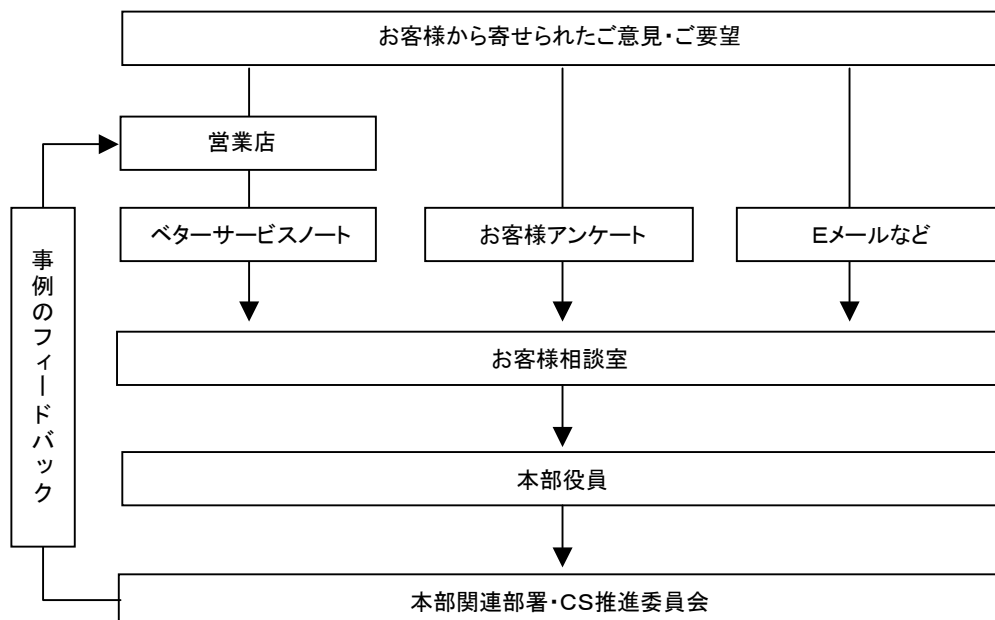 お客様から寄せられたご意見・ご要望
営業店
ベターサービスノート
お客様アンケート
Eメールなど
事例のフィードバック
お客様相談室
本部役員
本部関連部署・CS推進委員会